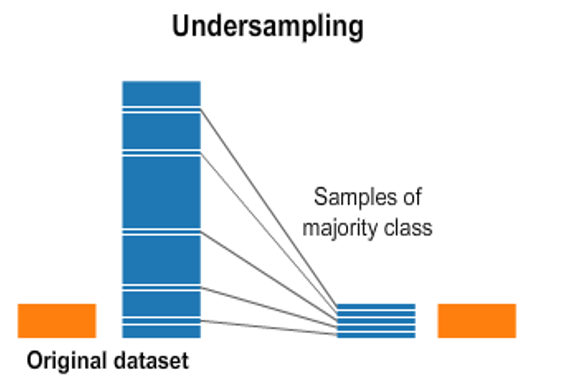 Undersampling
Samples of
majority class
Original dataset